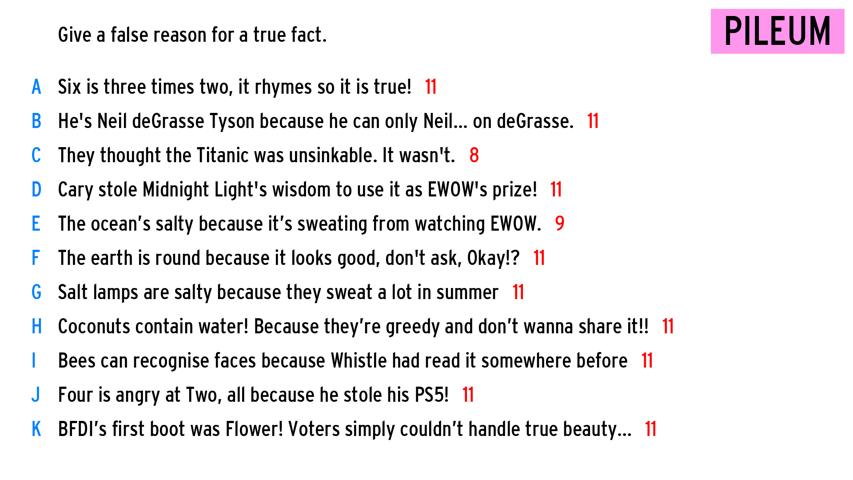 Give a false reason for a true fact.
PILEUM
A Six is three times two, it rhymes so it is true! 11
B He's Neil deGrasse Tyson because he can only Neil... on deGrasse. 11
C They thought the Titanic was unsinkable. It wasn't. 8
D Cary stole Midnight Light's wisdom to use it as EWOW's prize! 11
E The ocean’s salty because it’s sweating from watching EWOW. 9
F The earth is round because it looks good, don't ask, Okay!? 11
G Salt lamps are salty because they sweat a lot in summer 11
H Coconuts contain water! Because they’re greedy and don’t wanna share it!! 11
I Bees can recognise faces because Whistle had read it somewhere before 11
J Four is angry at Two, all because he stole his PS5! 11
K BFDI’s first boot was Flower! Voters simply couldn’t handle true beauty... 11